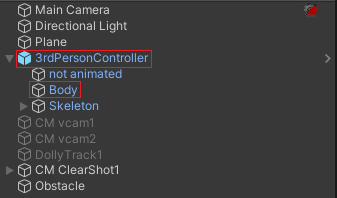 Main Camera
Directional Light
Plane
3rdPersonController
not animated
Body
Skeleton
CM vcam1
CM vcam2
DollyTrack1
CM ClearShot1
Obstacle